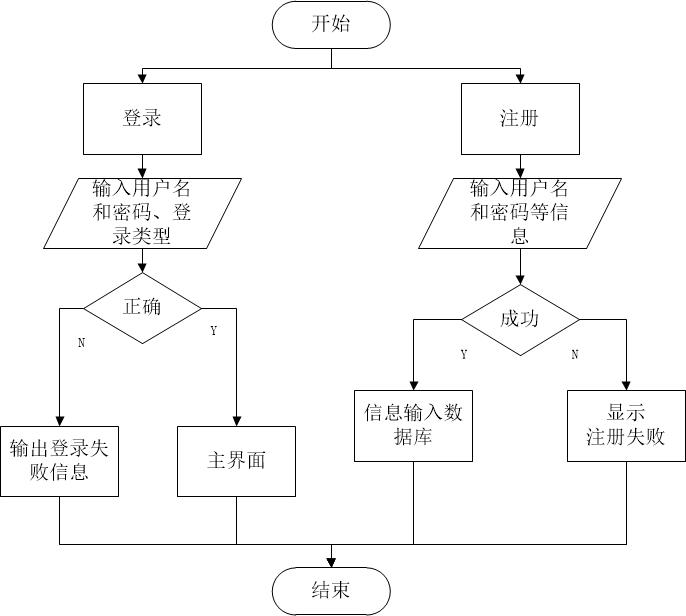 开始
登录
注册
输入用户名
和密码、登
录类型
输入用户名
和密码等信
息
正确
成功
N
Y
Y
N
信息输入数
据库
显示
注册失败
输出登录失
败信息
主界面
结束